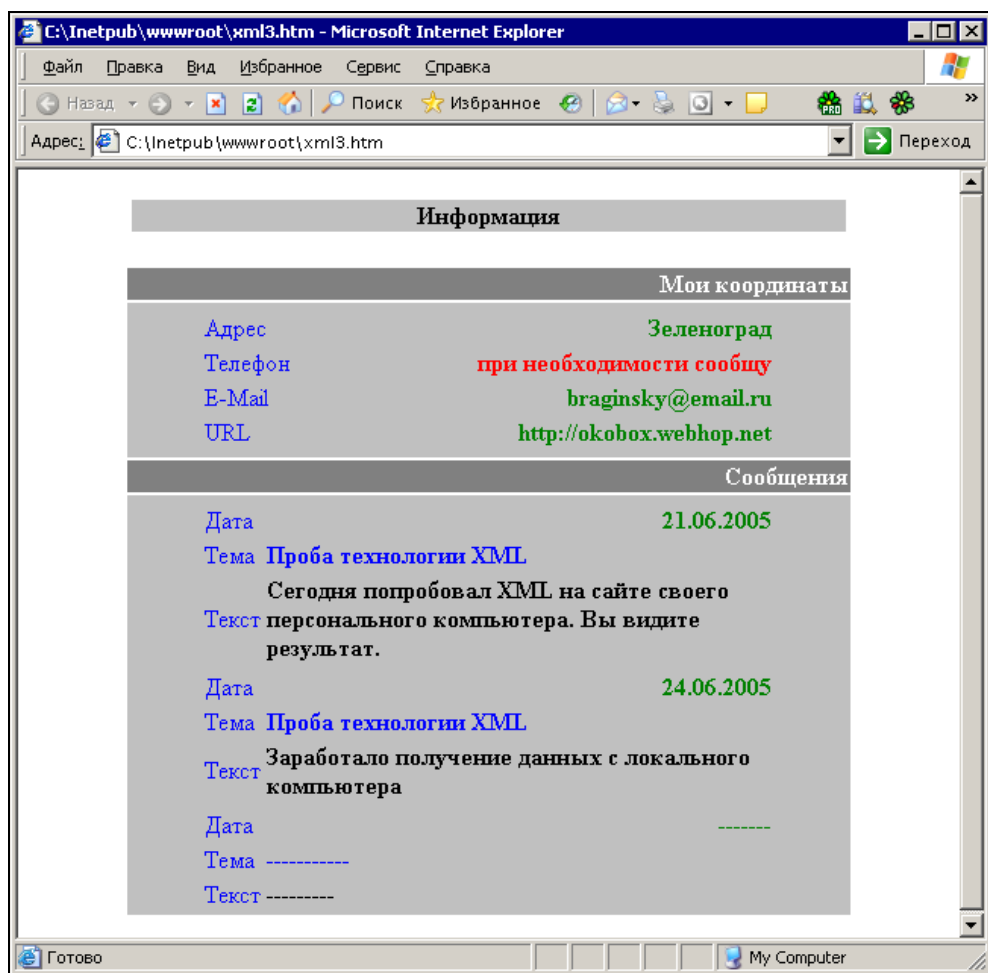 C:\Inetpub\wwwroot\xml3.htm - Microsoft Internet Explorer
Файл Правка Вид Избранное Сервис Справка
Назад Поиск Избранное PRO »
Адрес: C:\Inetpub\wwwroot\xml3.htm Переход
Информация
Мои координаты
Адрес Зеленоград
Телефон при необходимости сообщу
E-Mail braginsky@email.ru
URL http://okobox.webhop.net
Сообщения
Дата 21.06.2005
Тема Проба технологии XML
Сегодня попробовал XML на сайте своего
Текст персонального компьютера. Вы видите
результат.
Дата 24.06.2005
Тема Проба технологии XML
Заработало получение данных с локального
Текст
компьютера
Дата -------
Тема -----------
Текст ---------
Готово My Computer